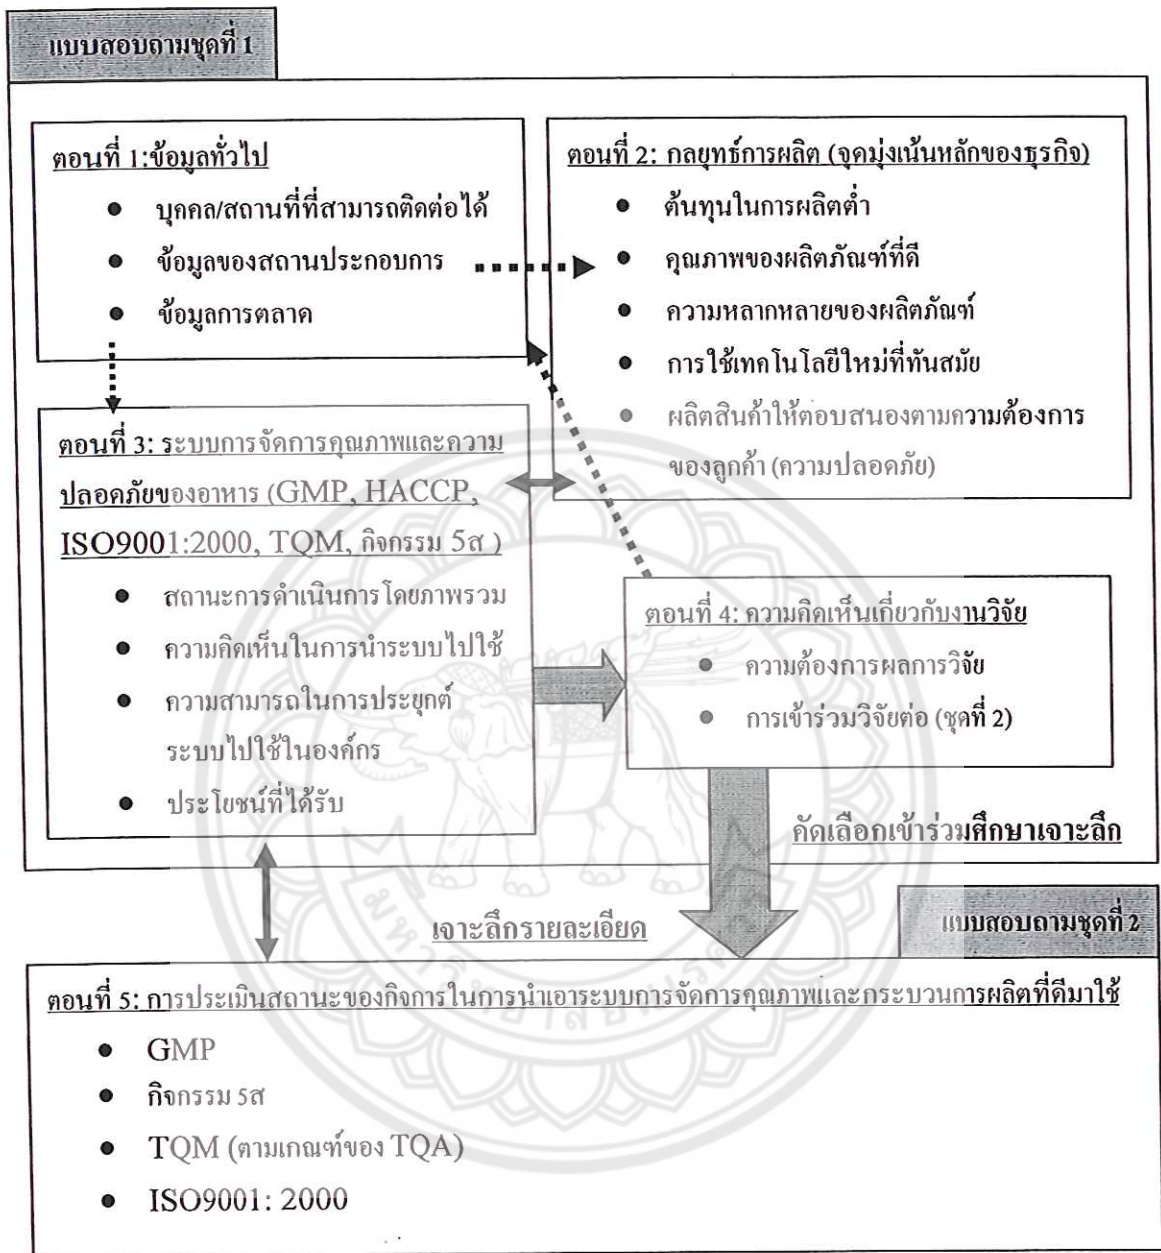 แบบสอบถามชุดที่ 1
ตอนที่ 1:ข้อมูลทั่วไป
● บุคคล/สถานที่ที่สามารถติดต่อได้
● ข้อมูลของสถานประกอบการ
● ข้อมูลการตลาด
ตอนที่ 2: กลยุทธ์การผลิต (จุดมุ่งเน้นหลักของธุรกิจ)
● ต้นทุนในการผลิตต่ำ
● คุณภาพของผลิตภัณฑ์ที่ดี
● ความหลากหลายของผลิตภัณฑ์
● การใช้เทคโนโลยีใหม่ที่ทันสมัย
● ผลิตสินค้าให้ตอบสนองตามความต้องการ
ของลูกค้า (ความปลอดภัย)
ตอนที่ 3: ระบบการจัดการคุณภาพและความ
ปลอดภัยของอาหาร (GMP, HACCP,
ISO9001:2000, TQM, กิจกรรม 5ส )
● สถานะการดำเนินการโดยภาพรวม
● ความคิดเห็นในการนำระบบไปใช้
● ความสามารถในการประยุกต์
ระบบไปใช้ในองค์กร
● ประโยชน์ที่ได้รับ
ตอนที่ 4: ความคิดเห็นเกี่ยวกับงานวิจัย
● ความต้องการผลการวิจัย
● การเข้าร่วมวิจัยต่อ (ชุดที่ 2)
คัดเลือกเข้าร่วมศึกษาเจาะลึก
เจาะลึกรายละเอียด
แบบสอบถามชุดที่ 2
ตอนที่ 5: การประเมินสถานะของกิจการในการนำเอาระบบการจัดการคุณภาพและกระบวนการผลิตที่ดีมาใช้
● GMP
● กิจกรรม 5ส
● TQM (ตามเกณฑ์ของ TQA)
● ISO9001: 2000
มหาวิทยาลัยนเรศวร